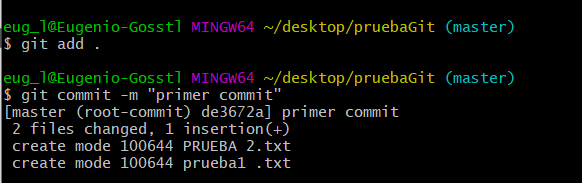 eug_l@Eugenio-Gosstl MINGW64 ~/desktop/pruebaGit (master)
$ git add .
eug_l@Eugenio-Gosstl MINGW64 ~/desktop/pruebaGit (master)
$ git commit -m "primer commit"
[master (root-commit) de3672a] primer commit
 2 files changed, 1 insertion(+)
 create mode 100644 PRUEBA 2.txt
 create mode 100644 prueba1 .txt